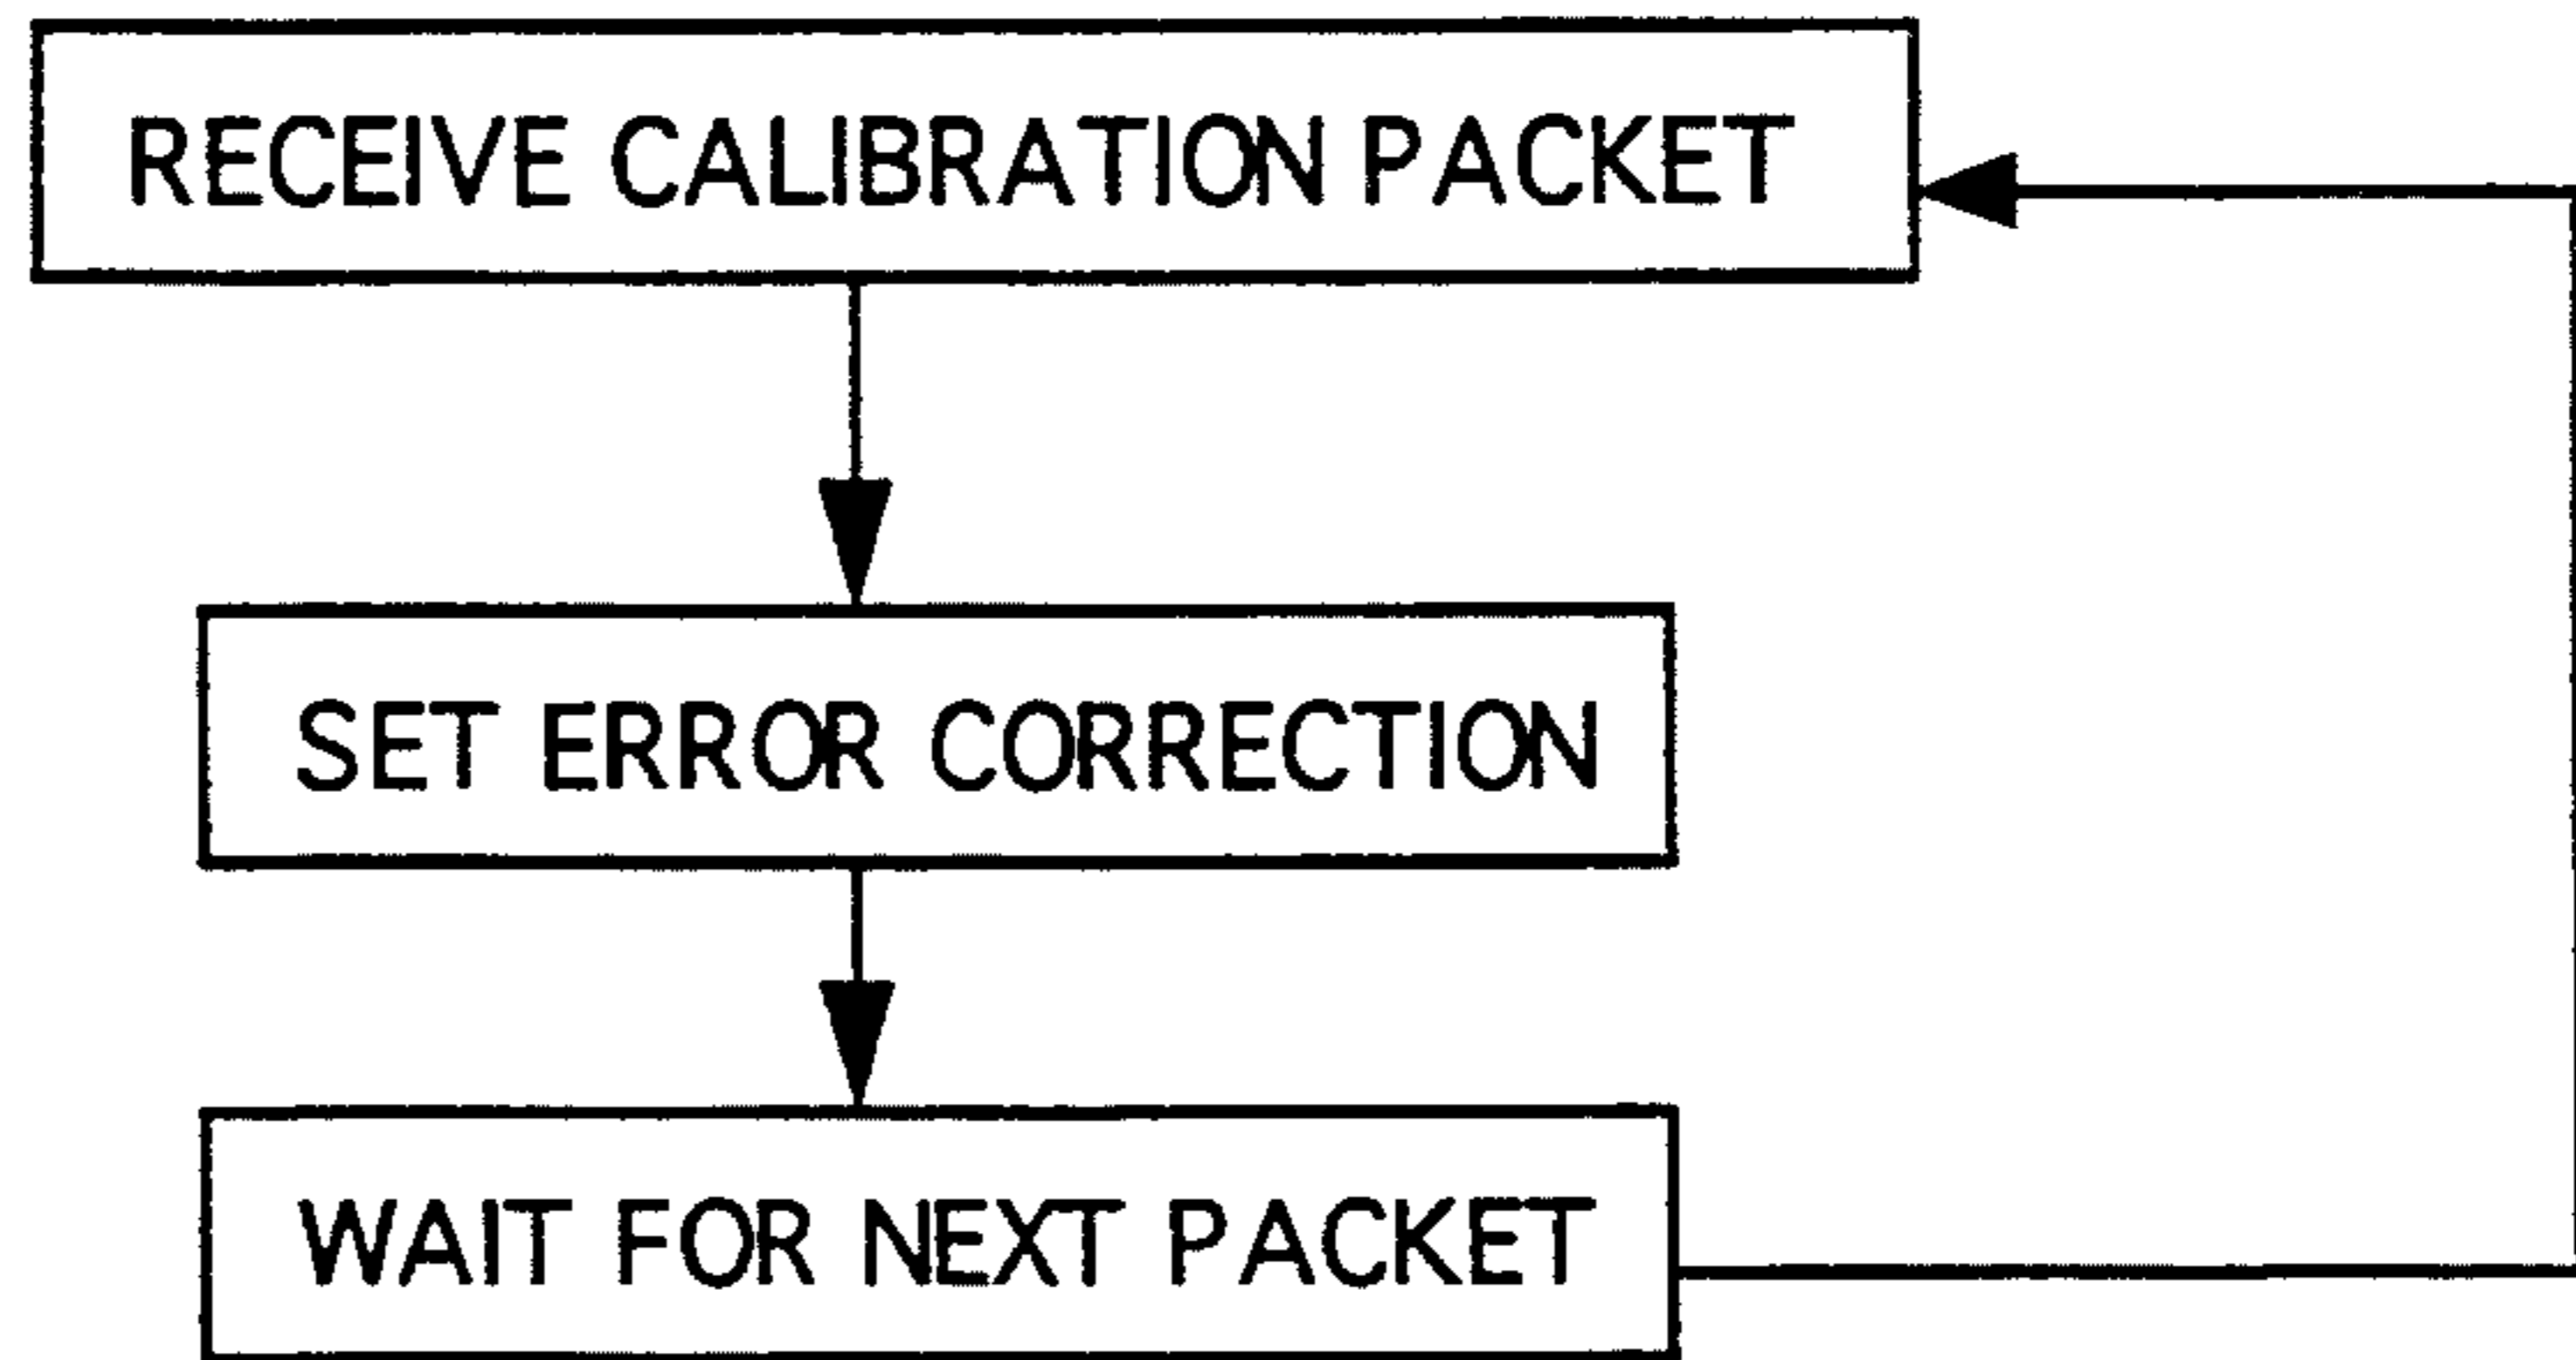 RECEIVE CALIBRATION PACKET
SET ERROR CORRECTION
WAIT FOR NEXT PACKET